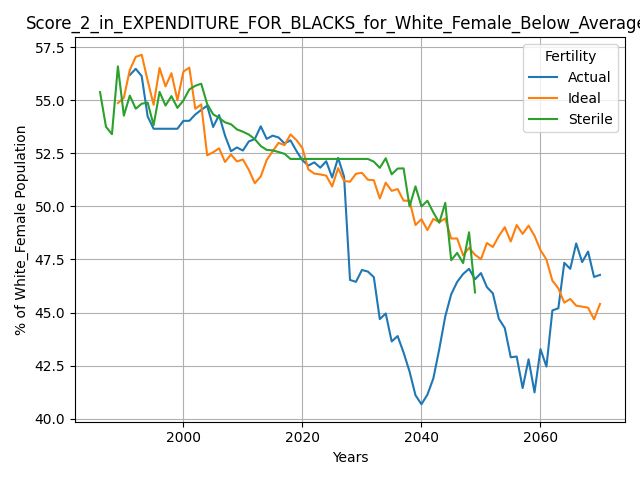 Score_2_in_EXPENDITURE_FOR_BLACKS_for_White_Female_Below_Average
Fertility
Actual
Ideal
Sterile
57.5
55.0
52.5
50.0
47.5
45.0
42.5
40.0
% of White_Female Population
2000
2020
2040
2060
Years